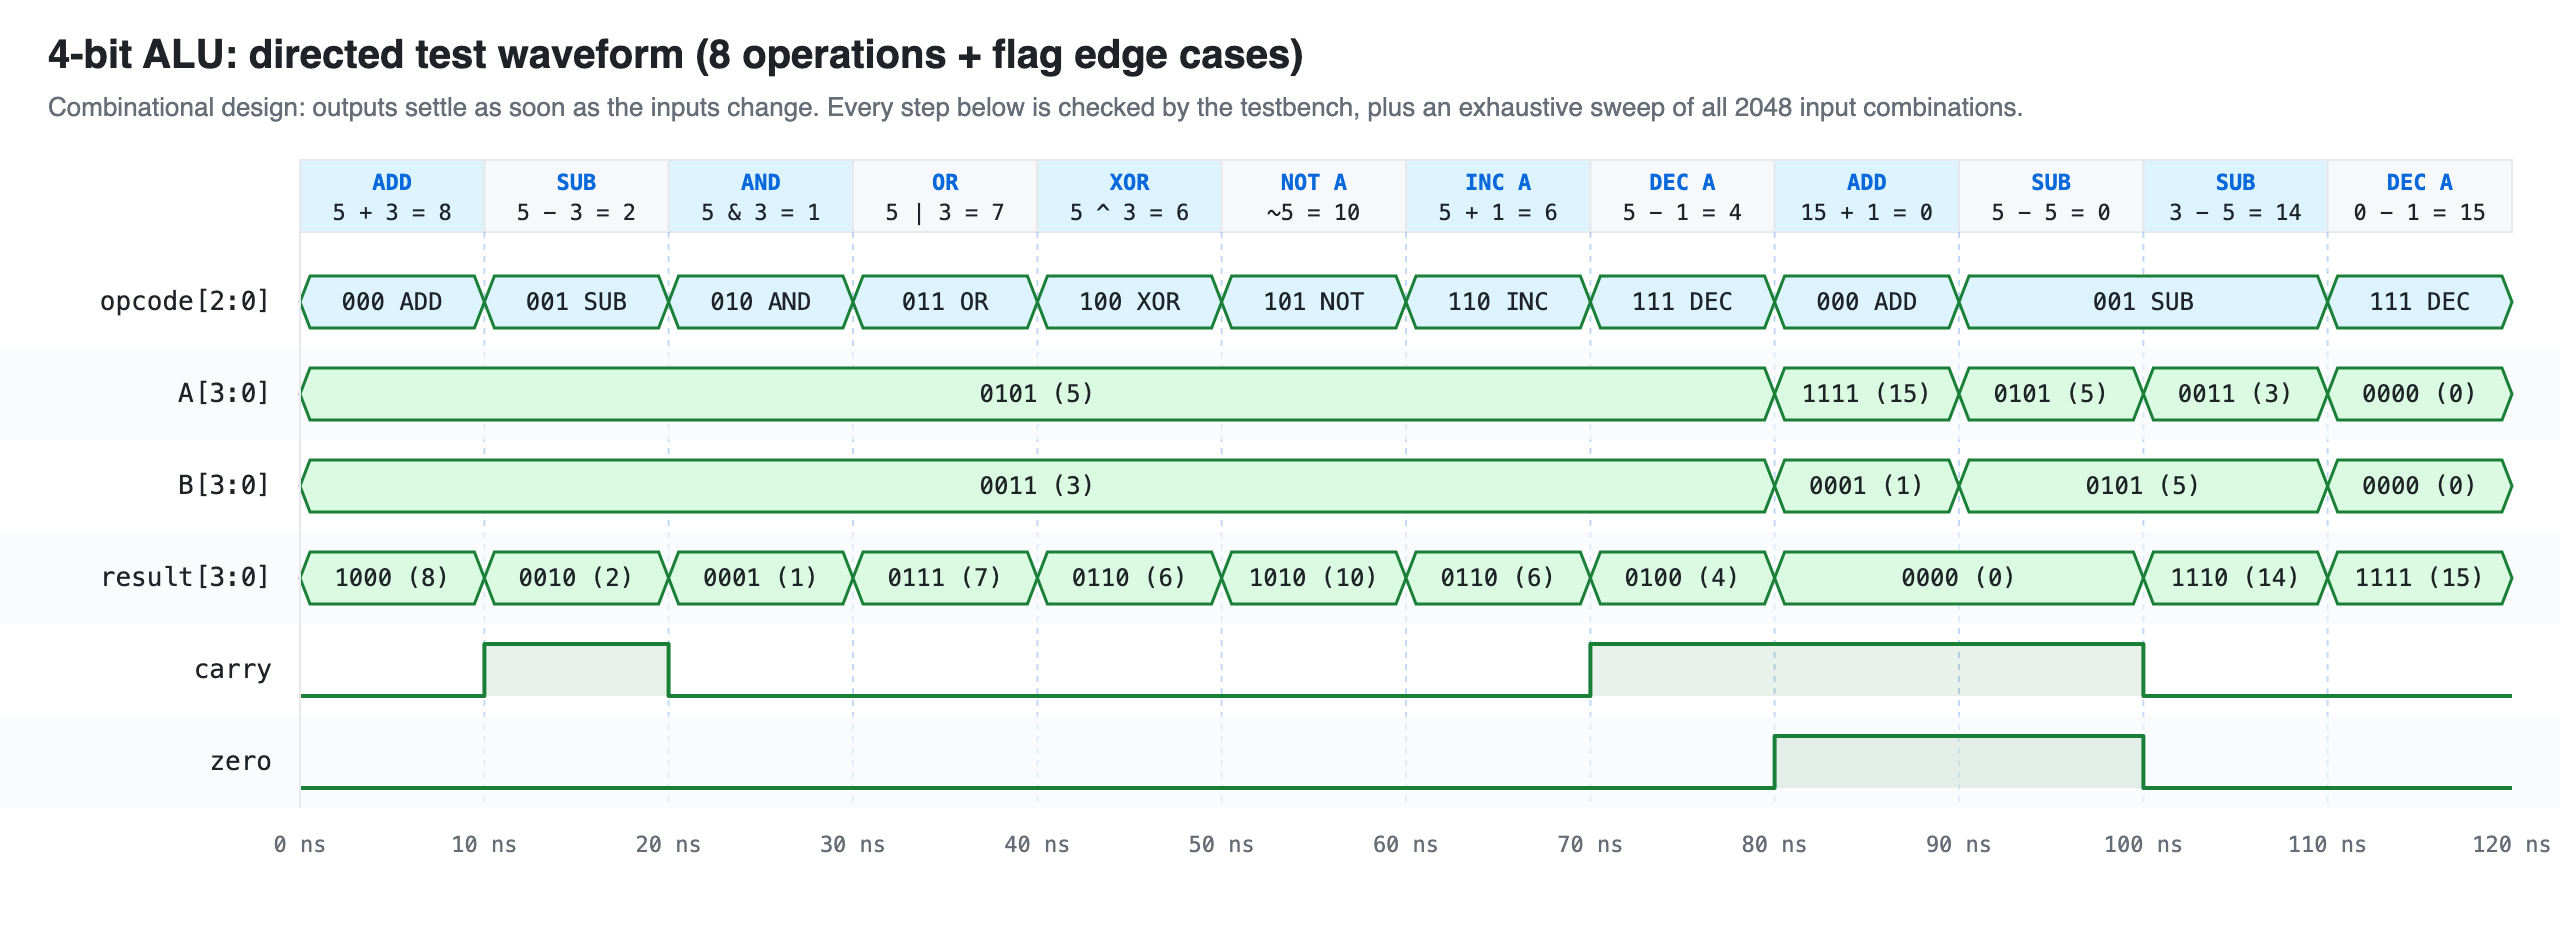 4-bit ALU: directed test waveform (8 operations + flag edge cases)
Combinational design: outputs settle as soon as the inputs change. Every step below is checked by the testbench, plus an exhaustive sweep of all 2048 input combinations.
ADD SUB AND OR XOR NOT A INC A DEC A ADD SUB SUB DEC A
5 + 3 = 8 5 − 3 = 2 5 & 3 = 1 5 | 3 = 7 5 ^ 3 = 6 ~5 = 10 5 + 1 = 6 5 − 1 = 4 15 + 1 = 0 5 − 5 = 0 3 − 5 = 14 0 − 1 = 15
opcode[2:0] 000 ADD 001 SUB 010 AND 011 OR 100 XOR 101 NOT 110 INC 111 DEC 000 ADD 001 SUB 111 DEC
A[3:0] 0101 (5) 1111 (15) 0101 (5) 0011 (3) 0000 (0)
B[3:0] 0011 (3) 0001 (1) 0101 (5) 0000 (0)
result[3:0] 1000 (8) 0010 (2) 0001 (1) 0111 (7) 0110 (6) 1010 (10) 0110 (6) 0100 (4) 0000 (0) 1110 (14) 1111 (15)
carry
zero
0 ns 10 ns 20 ns 30 ns 40 ns 50 ns 60 ns 70 ns 80 ns 90 ns 100 ns 110 ns 120 ns